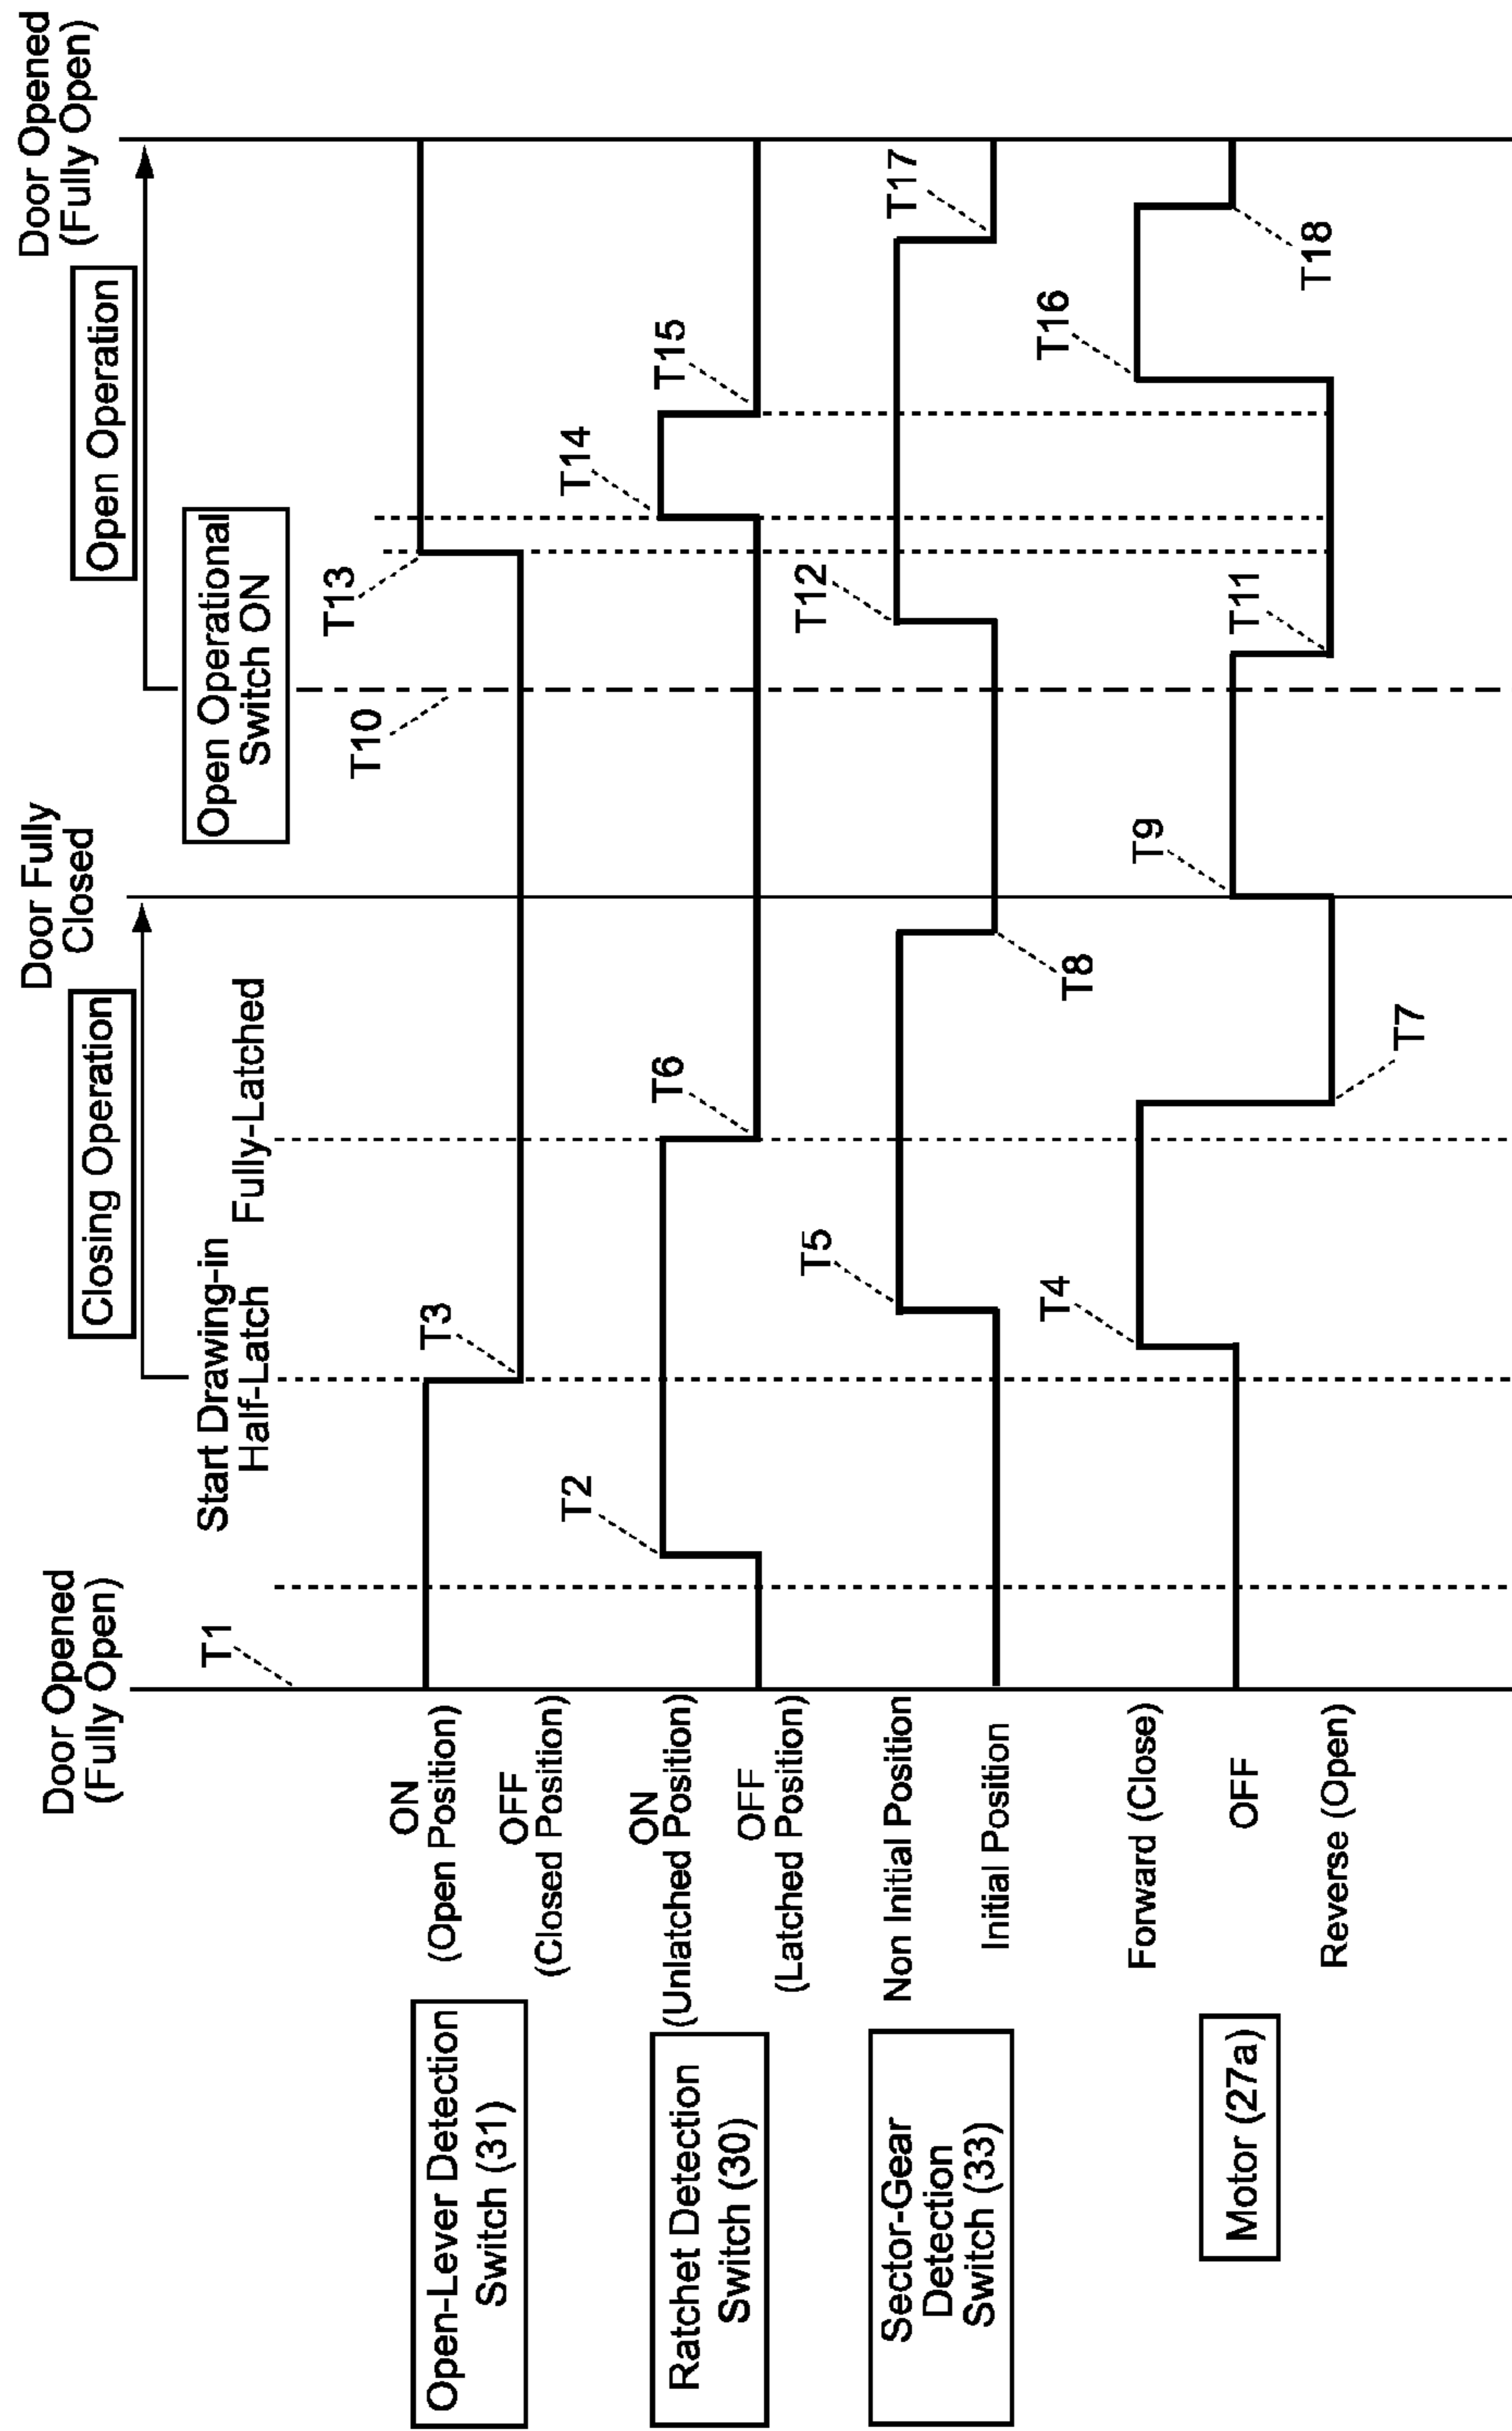 Door Opened
(Fully Open)
Door Fully
Closed
Door Opened
(Fully Open)
Closing Operation
Open Operation
T1
Start Drawing-in
Half-Latch
Fully-Latched
Open Operational
Switch ON
Open-Lever Detection
Switch (31)
ON
(Open Position)
OFF
(Closed Position)
T3
T10
T13
Ratchet Detection
Switch (30)
ON
(Unlatched Position)
OFF
(Latched Position)
T2
T6
T14
T15
Sector-Gear
Detection
Switch (33)
Non Initial Position
Initial Position
T5
T8
T12
T17
Motor (27a)
Forward (Close)
OFF
Reverse (Open)
T4
T7
T9
T11
T16
T18